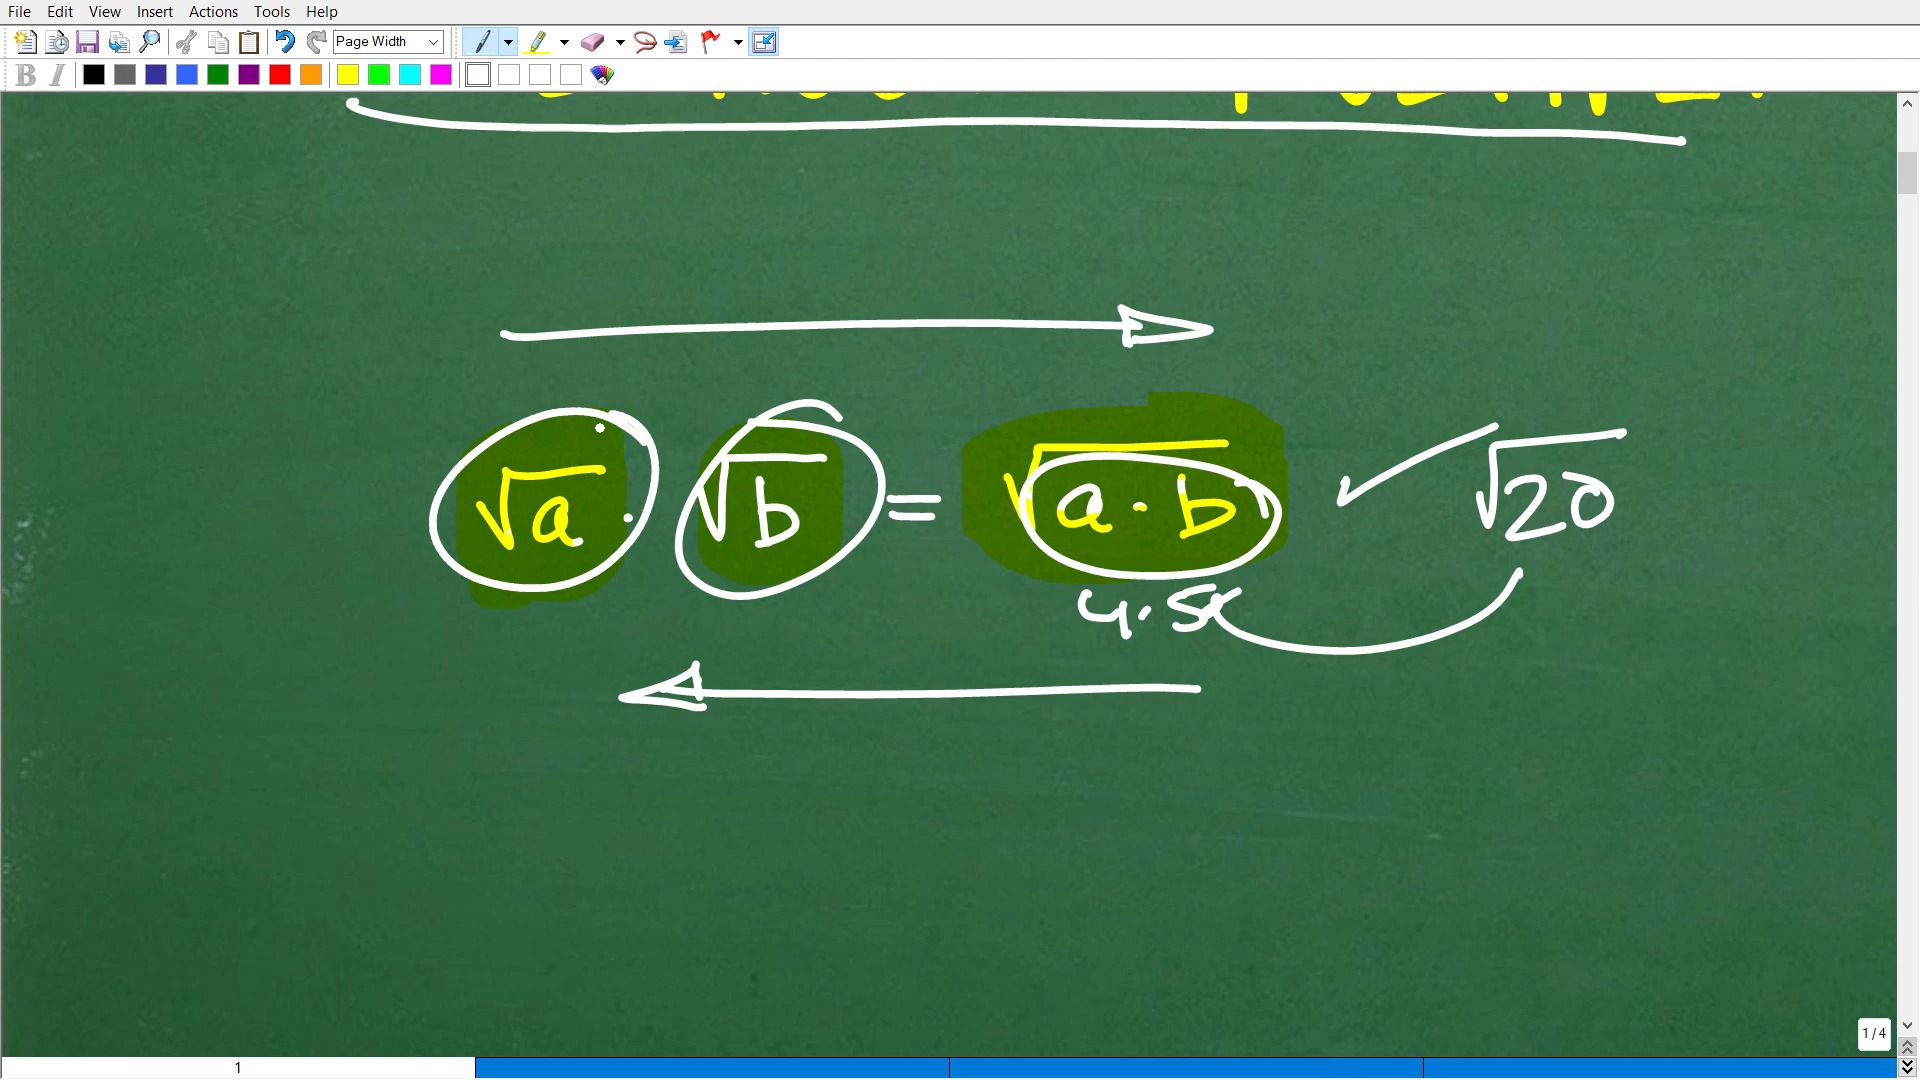 File Edit View Insert Actions Tools Help
Page Width
B I
√a √b = √a·b √20
4·5
1 / 4
1